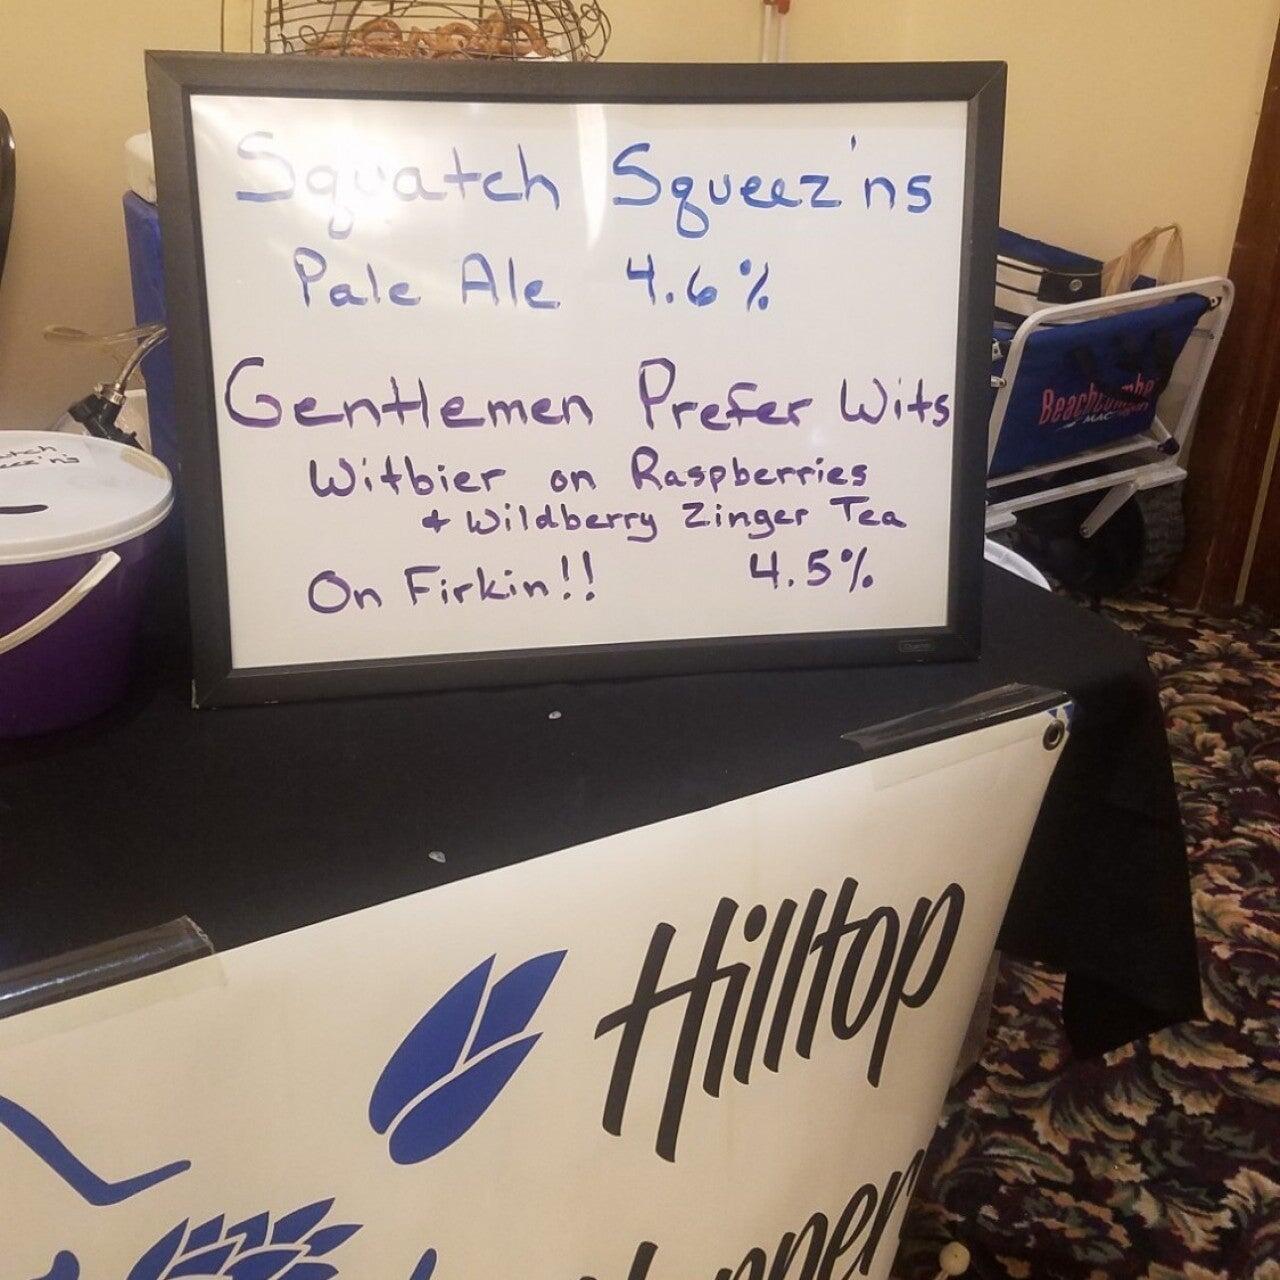 Squatch Squeez'ns
Pale Ale 4.6%
Gentlemen Prefer Wits
Witbier on Raspberries
+ Wildberry Zinger Tea
On Firkin!! 4.5%
Hilltop